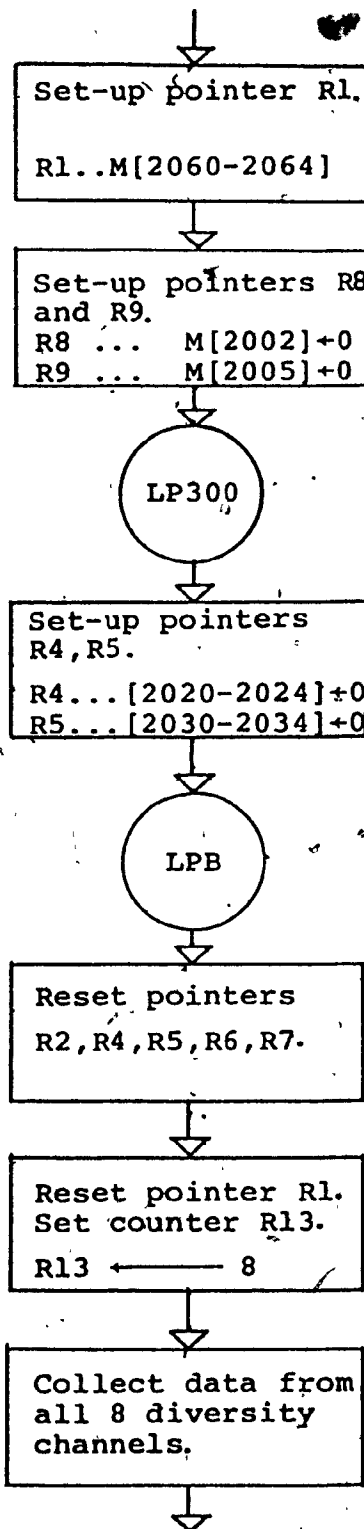 Set-up pointer R1.
R1..M[2060-2064]
Set-up pointers R8
and R9.
R8 ... M[2002]←0
R9 ... M[2005]←0
LP300
Set-up pointers
R4,R5.
R4...[2020-2024]←0
R5...[2030-2034]←0
LPB
Reset pointers
R2,R4,R5,R6,R7.
Reset pointer R1.
Set counter R13.
R13 ← 8
Collect data from
all 8 diversity
channels.